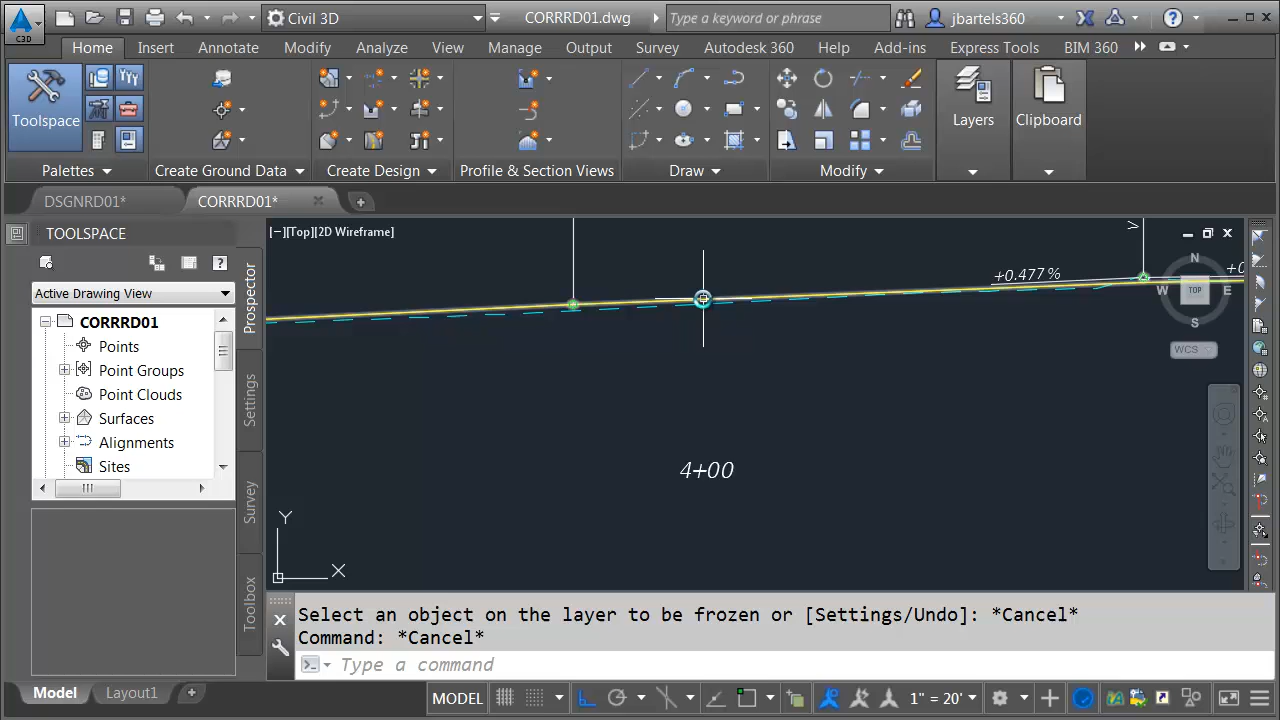 C3D
Civil 3D
CORRRD01.dwg
Type a keyword or phrase
jbartels360
Home
Insert
Annotate
Modify
Analyze
View
Manage
Output
Survey
Autodesk 360
Help
Add-ins
Express Tools
BIM 360
Toolspace
Layers
Clipboard
Palettes
Create Ground Data
Create Design
Profile & Section Views
Draw
Modify
DSGNRD01*
CORRRD01*
TOOLSPACE
[−][Top][2D Wireframe]
Active Drawing View
CORRRD01
Points
Point Groups
Point Clouds
Surfaces
Alignments
Sites
Prospector
Settings
Survey
Toolbox
+0.477%
+0
V
N
W
TOP
E
S
WCS
4+00
Y
X
Select an object on the layer to be frozen or [Settings/Undo]: *Cancel*
Command: *Cancel*
Type a command
Model
Layout1
MODEL
1" = 20'